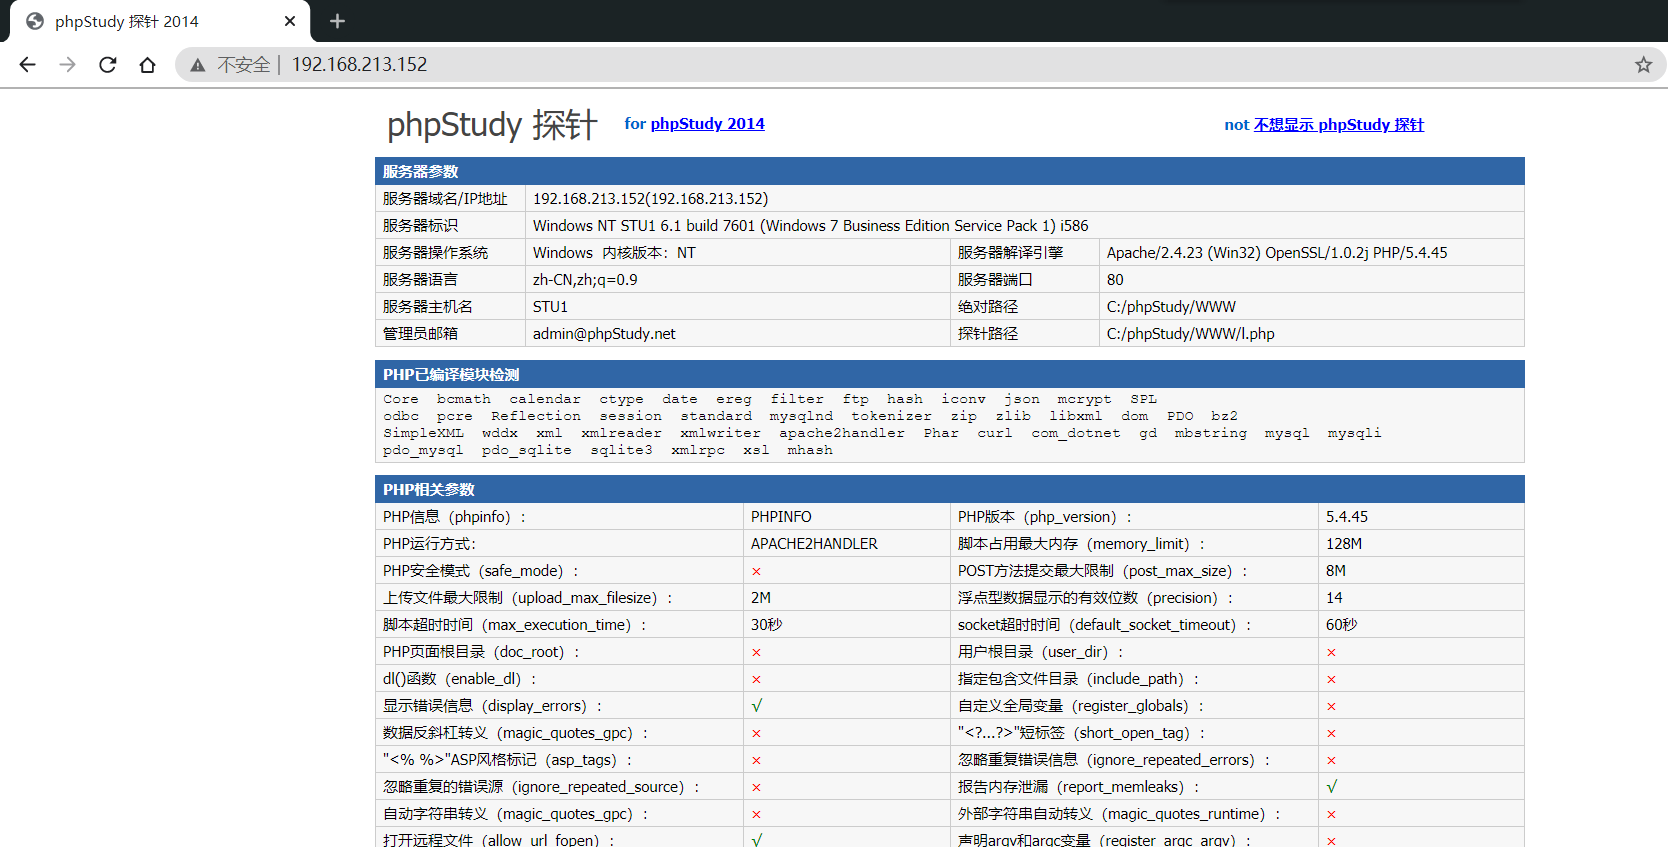 phpStudy 探针 2014
不安全 | 192.168.213.152
phpStudy 探针 for phpStudy 2014 not 不想显示 phpStudy 探针
服务器参数
服务器域名/IP地址 192.168.213.152(192.168.213.152)
服务器标识 Windows NT STU1 6.1 build 7601 (Windows 7 Business Edition Service Pack 1) i586
服务器操作系统 Windows 内核版本：NT 服务器解译引擎 Apache/2.4.23 (Win32) OpenSSL/1.0.2j PHP/5.4.45
服务器语言 zh-CN,zh;q=0.9 服务器端口 80
服务器主机名 STU1 绝对路径 C:/phpStudy/WWW
管理员邮箱 admin@phpStudy.net 探针路径 C:/phpStudy/WWW/l.php
PHP已编译模块检测
Core bcmath calendar ctype date ereg filter ftp hash iconv json mcrypt SPL
odbc pcre Reflection session standard mysqlnd tokenizer zip zlib libxml dom PDO bz2
SimpleXML wddx xml xmlreader xmlwriter apache2handler Phar curl com_dotnet gd mbstring mysql mysqli
pdo_mysql pdo_sqlite sqlite3 xmlrpc xsl mhash
PHP相关参数
PHP信息（phpinfo）： PHPINFO PHP版本（php_version）： 5.4.45
PHP运行方式： APACHE2HANDLER 脚本占用最大内存（memory_limit）： 128M
PHP安全模式（safe_mode）： × POST方法提交最大限制（post_max_size）： 8M
上传文件最大限制（upload_max_filesize）： 2M 浮点型数据显示的有效位数（precision）： 14
脚本超时时间（max_execution_time）： 30秒 socket超时时间（default_socket_timeout）： 60秒
PHP页面根目录（doc_root）： × 用户根目录（user_dir）： ×
dl()函数（enable_dl）： × 指定包含文件目录（include_path）： ×
显示错误信息（display_errors）： √ 自定义全局变量（register_globals）： ×
数据反斜杠转义（magic_quotes_gpc）： × "<?...?>"短标签（short_open_tag）： ×
"<% %>"ASP风格标记（asp_tags）： × 忽略重复错误信息（ignore_repeated_errors）： ×
忽略重复的错误源（ignore_repeated_source）： × 报告内存泄漏（report_memleaks）： √
自动字符串转义（magic_quotes_gpc）： × 外部字符串自动转义（magic_quotes_runtime）： ×
打开远程文件（allow_url_fopen）： √ 声明argv和argc变量（register_argc_argv）： ×